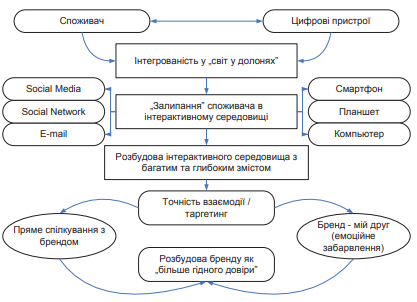 Споживач
Цифрові пристрої
Інтегрованість у „світ у долонях”
Social Media
Social Network
E-mail
„Залипання” споживача в
інтерактивному середовищі
Смартфон
Планшет
Компьютер
Розбудова інтерактивного середовища з
багатим та глибоким змістом
Точність взаємодії /
таргетинг
Пряме спілкування з
брендом
Бренд - мій друг
(емоційне
забарвлення)
Розбудова бренду як
„більше гідного довіри”